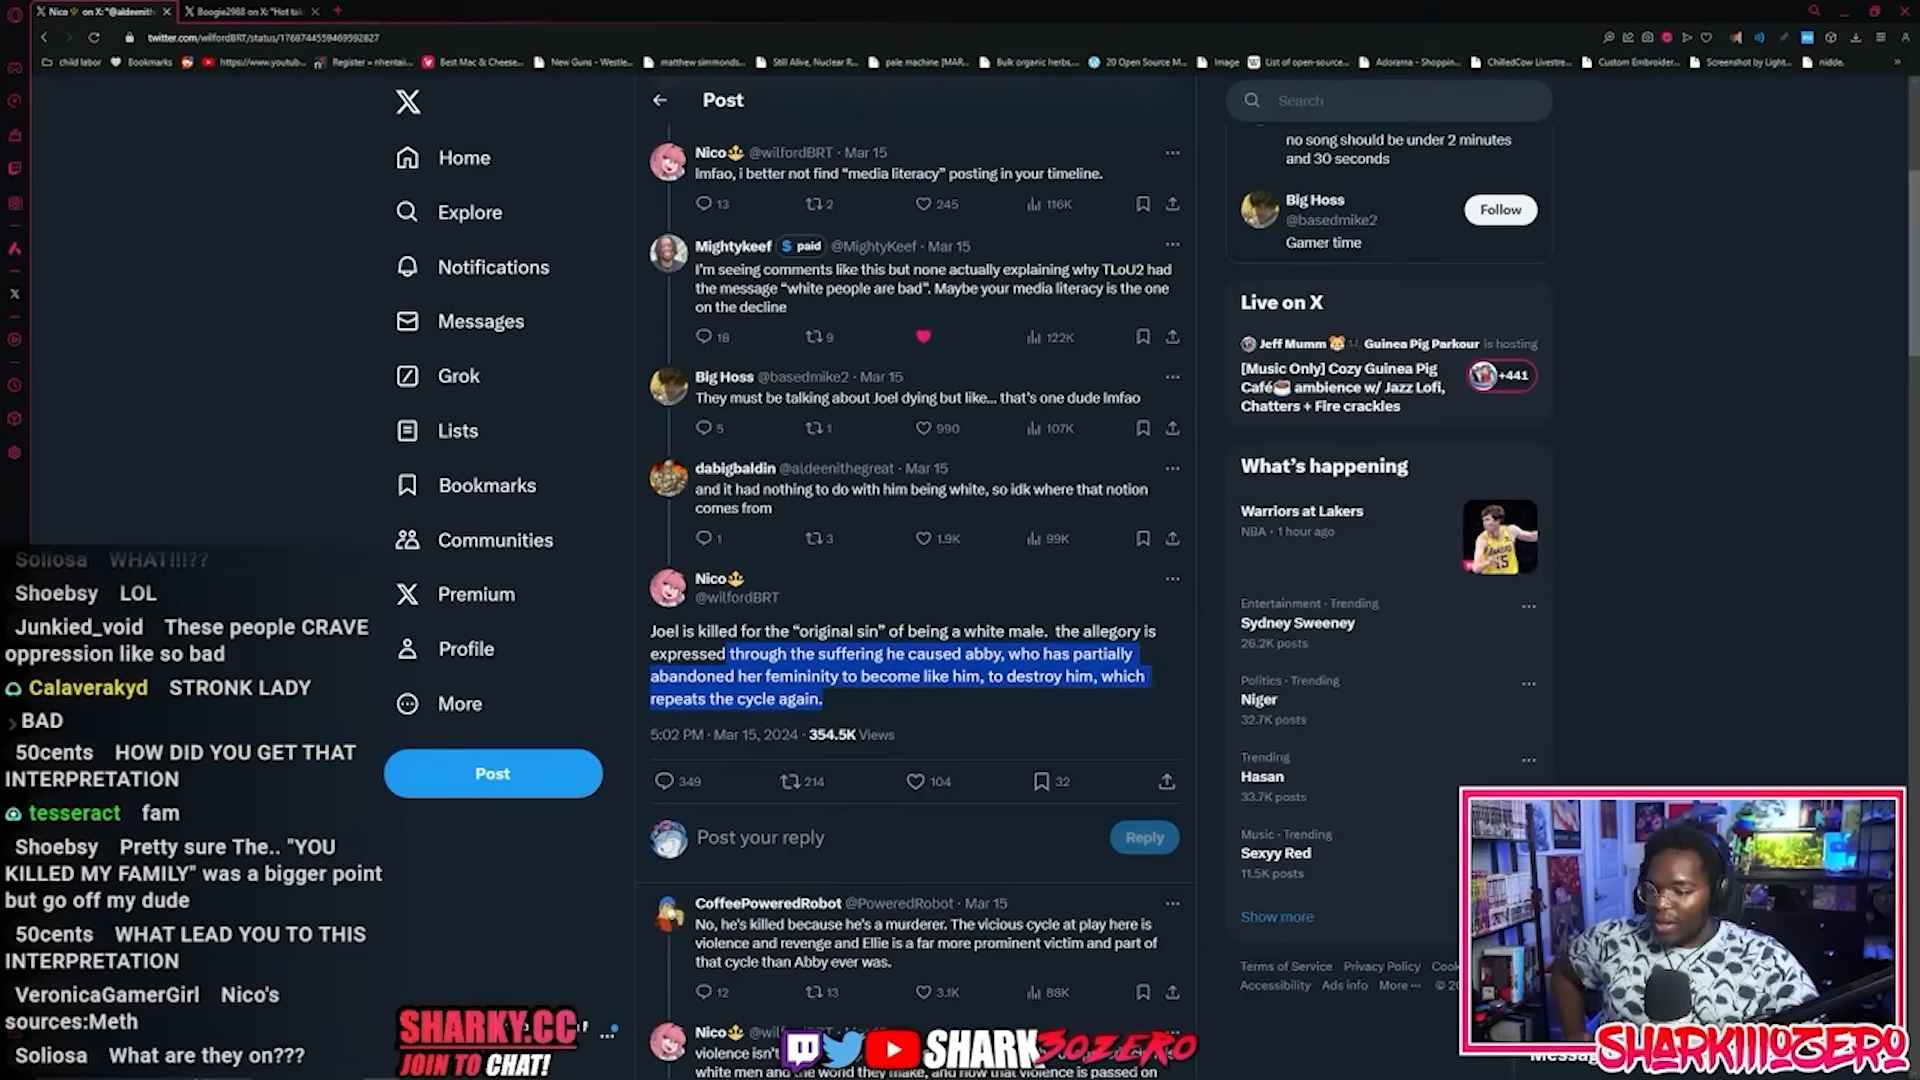 Nico on X: "@aldeenith
Boogie2988 on X: "Hot tak
twitter.com/wilfordBRT/status/1768744559469592827
child labor
Bookmarks
https://www.youtub...
Register = nhentai...
Best Mac & Cheese...
New Guns - Westie...
matthew simmonds...
Still Alive, Nuclear R...
pale machine [MAR...
Bulk organic herbs,...
20 Open Source M...
Image
List of open-source...
Adorama - Shoppin...
ChilledCow Livestre...
Custom Embroider...
Screenshot by Light...
nidde.
Home
Explore
Notifications
Messages
Grok
Lists
Bookmarks
Communities
Premium
Profile
More
Post
Post
Nico @wilfordBRT · Mar 15
lmfao, i better not find “media literacy” posting in your timeline.
13 2 245 116K
Mightykeef $ paid @MightyKeef · Mar 15
I’m seeing comments like this but none actually explaining why TLoU2 had
the message “white people are bad”. Maybe your media literacy is the one
on the decline
18 9 122K
Big Hoss @basedmike2 · Mar 15
They must be talking about Joel dying but like... that’s one dude lmfao
5 1 990 107K
dabigbaldin @aldeenithegreat · Mar 15
and it had nothing to do with him being white, so idk where that notion
comes from
1 3 1.9K 99K
Nico
@wilfordBRT
Joel is killed for the “original sin” of being a white male. the allegory is
expressed through the suffering he caused abby, who has partially
abandoned her femininity to become like him, to destroy him, which
repeats the cycle again.
5:02 PM · Mar 15, 2024 · 354.5K Views
349 214 104 32
Post your reply
Reply
CoffeePoweredRobot @PoweredRobot · Mar 15
No, he’s killed because he’s a murderer. The vicious cycle at play here is
violence and revenge and Ellie is a far more prominent victim and part of
that cycle than Abby ever was.
12 13 3.1K 88K
Nico @wilf
violence isn't
white men and the world they make, and how that violence is passed on
Search
no song should be under 2 minutes
and 30 seconds
Big Hoss
@basedmike2
Gamer time
Follow
Live on X
Jeff Mumm Guinea Pig Parkour is hosting
[Music Only] Cozy Guinea Pig
Café ambience w/ Jazz Lofi,
Chatters + Fire crackles
+441
What’s happening
Warriors at Lakers
NBA · 1 hour ago
Entertainment · Trending
Sydney Sweeney
26.2K posts
Politics · Trending
Niger
32.7K posts
Trending
Hasan
33.7K posts
Music · Trending
Sexyy Red
11.5K posts
Show more
Terms of Service Privacy Policy Cook
Accessibility Ads info More ··· © 20
Soliosa WHAT!!!??
Shoebsy LOL
Junkied_void These people CRAVE
oppression like so bad
Calaverakyd STRONK LADY
BAD
50cents HOW DID YOU GET THAT
INTERPRETATION
tesseract fam
Shoebsy Pretty sure The.. "YOU
KILLED MY FAMILY" was a bigger point
but go off my dude
50cents WHAT LEAD YOU TO THIS
INTERPRETATION
VeronicaGamerGirl Nico's
sources:Meth
Soliosa What are they on???
SHARKY.CC
JOIN TO CHAT!
SHARK3OZERO
SHARKIIIOZERO